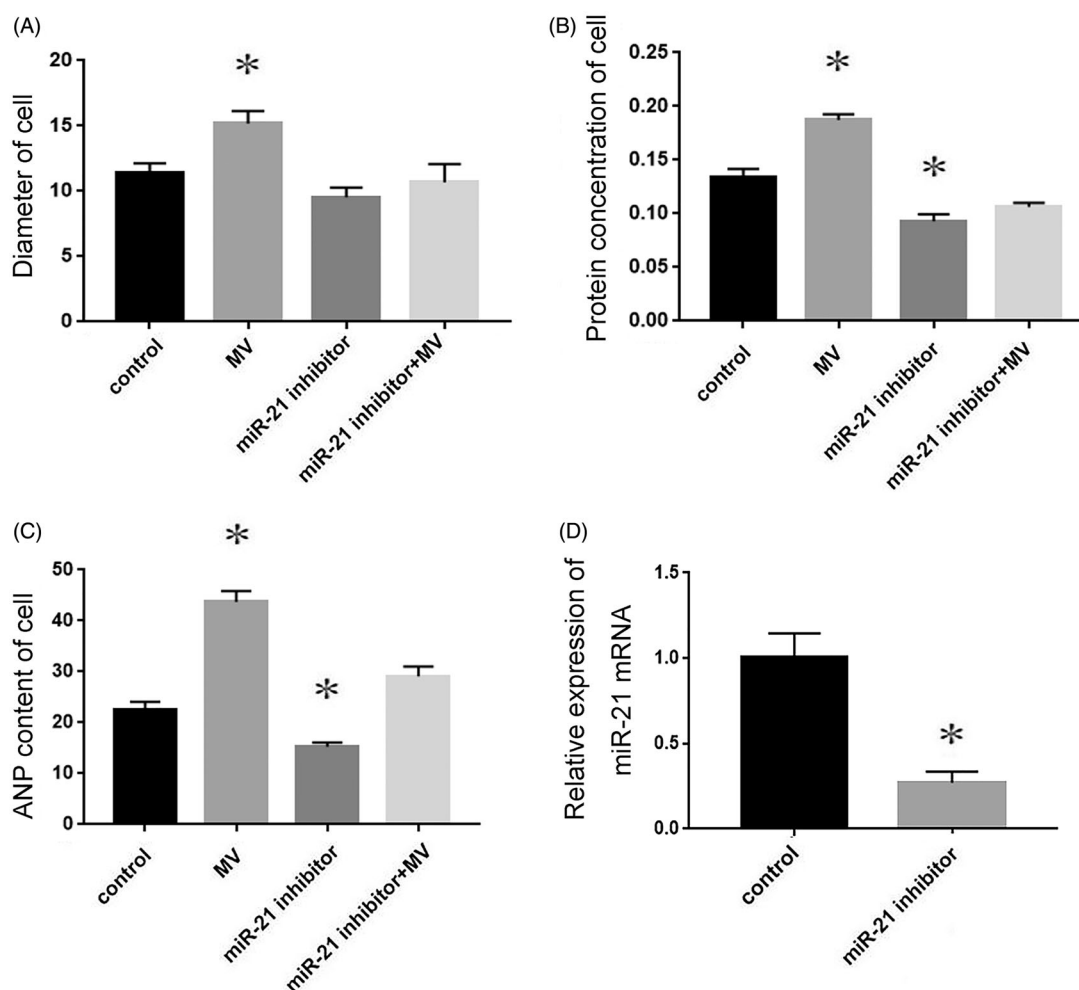 (A)
Diameter of cell
20
15
10
5
0
*
control
MV
miR-21 inhibitor
miR-21 inhibitor+MV
(B)
Protein concentration of cell
0.25
0.20
0.15
0.10
0.05
0.00
*
*
control
MV
miR-21 inhibitor
miR-21 inhibitor+MV
(C)
ANP content of cell
50
40
30
20
10
0
*
*
control
MV
miR-21 inhibitor
miR-21 inhibitor+MV
(D)
Relative expression of
miR-21 mRNA
1.5
1.0
0.5
0.0
*
control
miR-21 inhibitor